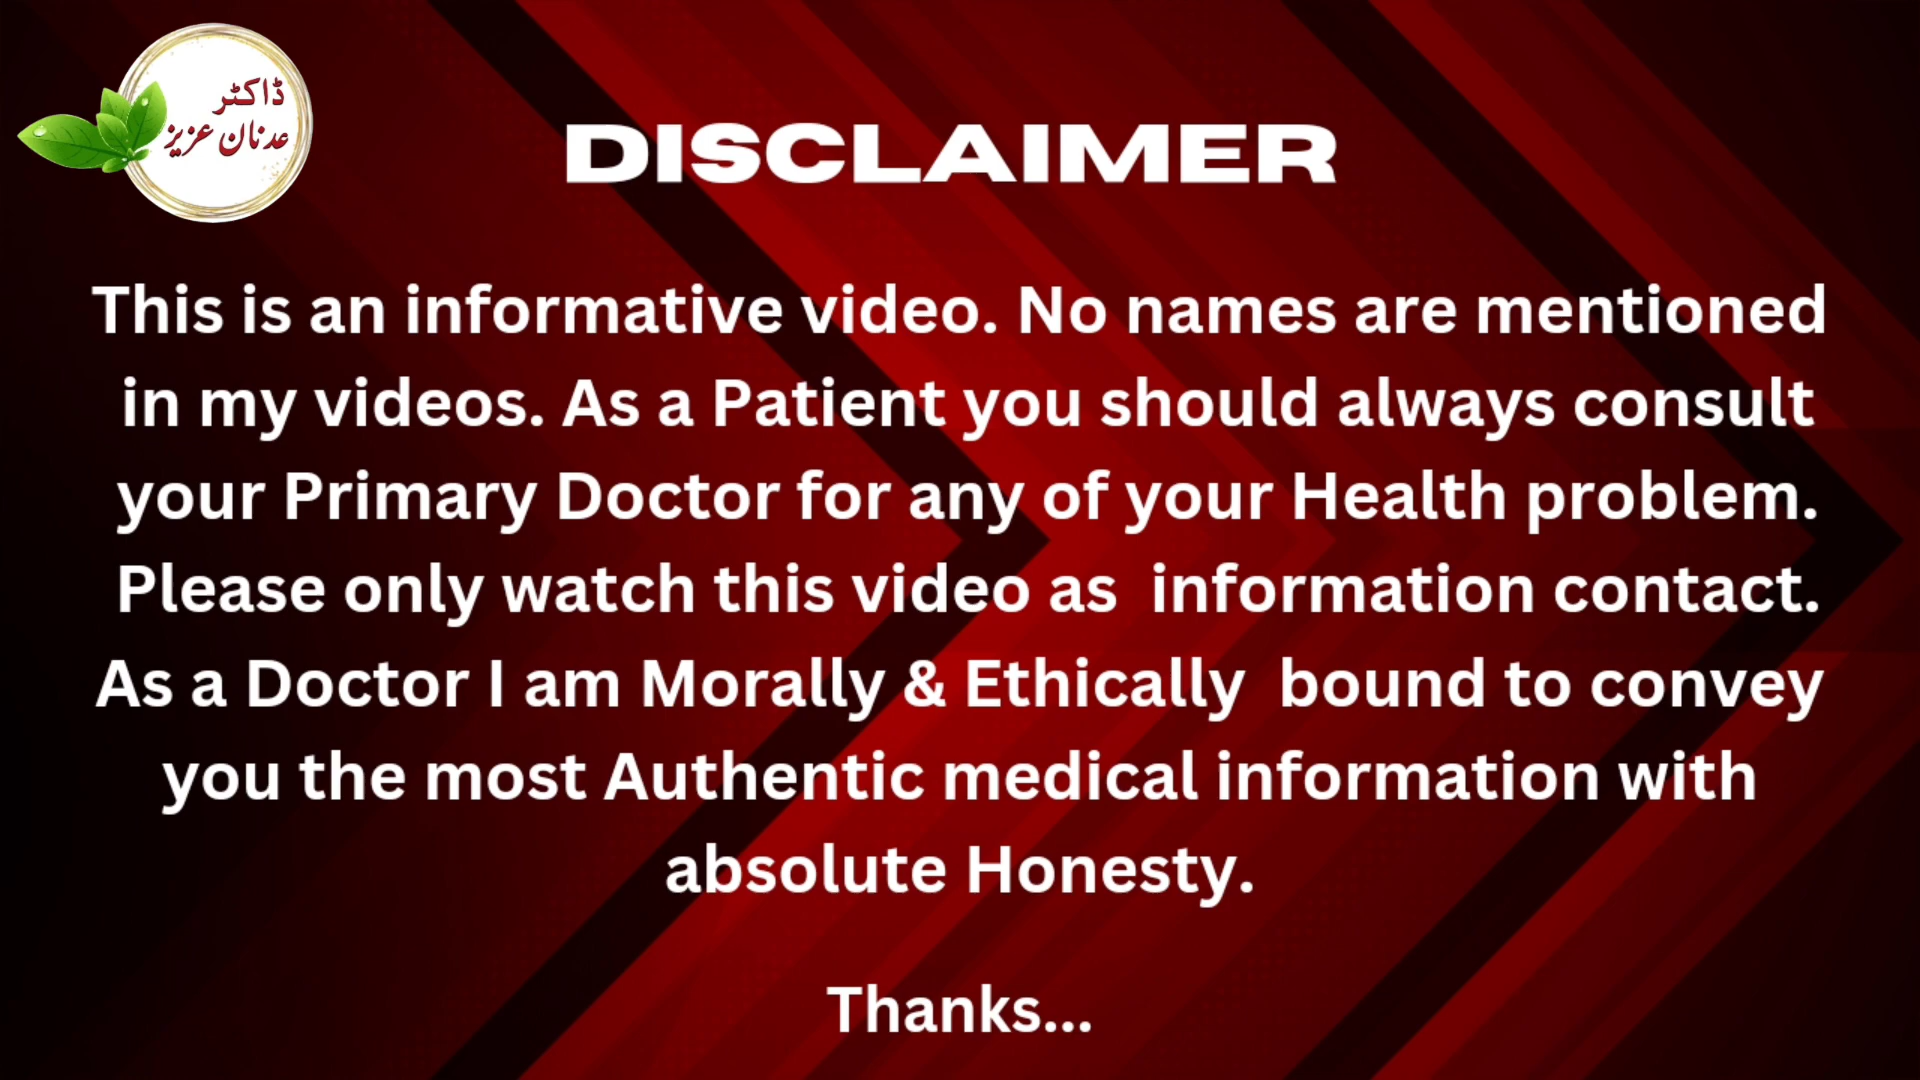 ڈاکٹر
عدنان عزیز
DISCLAIMER
This is an informative video. No names are mentioned
in my videos. As a Patient you should always consult
your Primary Doctor for any of your Health problem.
Please only watch this video as  information contact.
As a Doctor I am Morally & Ethically  bound to convey
you the most Authentic medical information with
absolute Honesty.
Thanks...